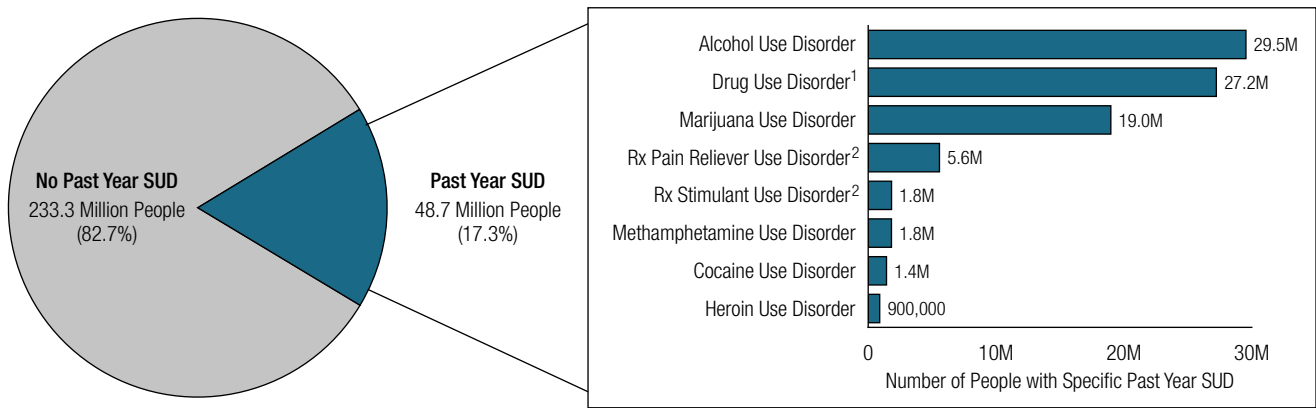 No Past Year SUD
233.3 Million People
(82.7%)
Past Year SUD
48.7 Million People
(17.3%)
Alcohol Use Disorder 29.5M
Drug Use Disorder1 27.2M
Marijuana Use Disorder 19.0M
Rx Pain Reliever Use Disorder2 5.6M
Rx Stimulant Use Disorder2 1.8M
Methamphetamine Use Disorder 1.8M
Cocaine Use Disorder 1.4M
Heroin Use Disorder 900,000
0 10M 20M 30M
Number of People with Specific Past Year SUD